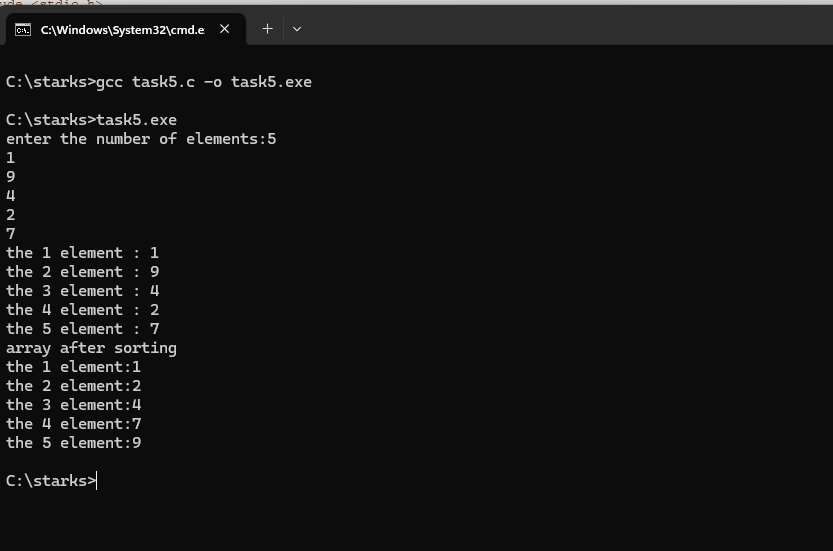 C:\Windows\System32\cmd.e
C:\starks>gcc task5.c -o task5.exe
C:\starks>task5.exe
enter the number of elements:5
1
9
4
2
7
the 1 element : 1
the 2 element : 9
the 3 element : 4
the 4 element : 2
the 5 element : 7
array after sorting
the 1 element:1
the 2 element:2
the 3 element:4
the 4 element:7
the 5 element:9
C:\starks>